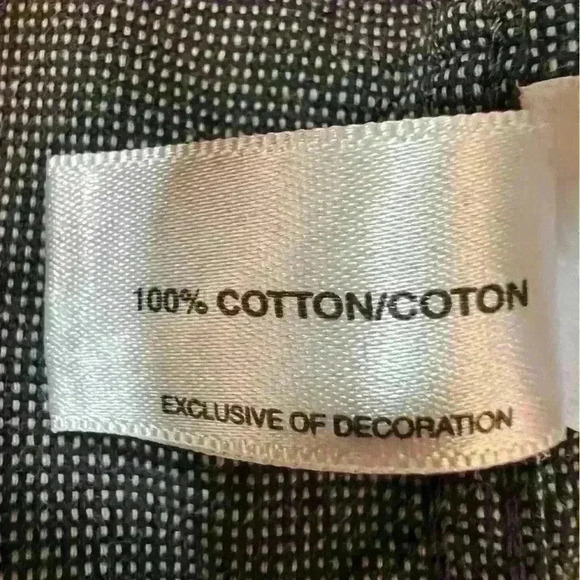 100% COTTON/COTON
EXCLUSIVE OF DECORATION